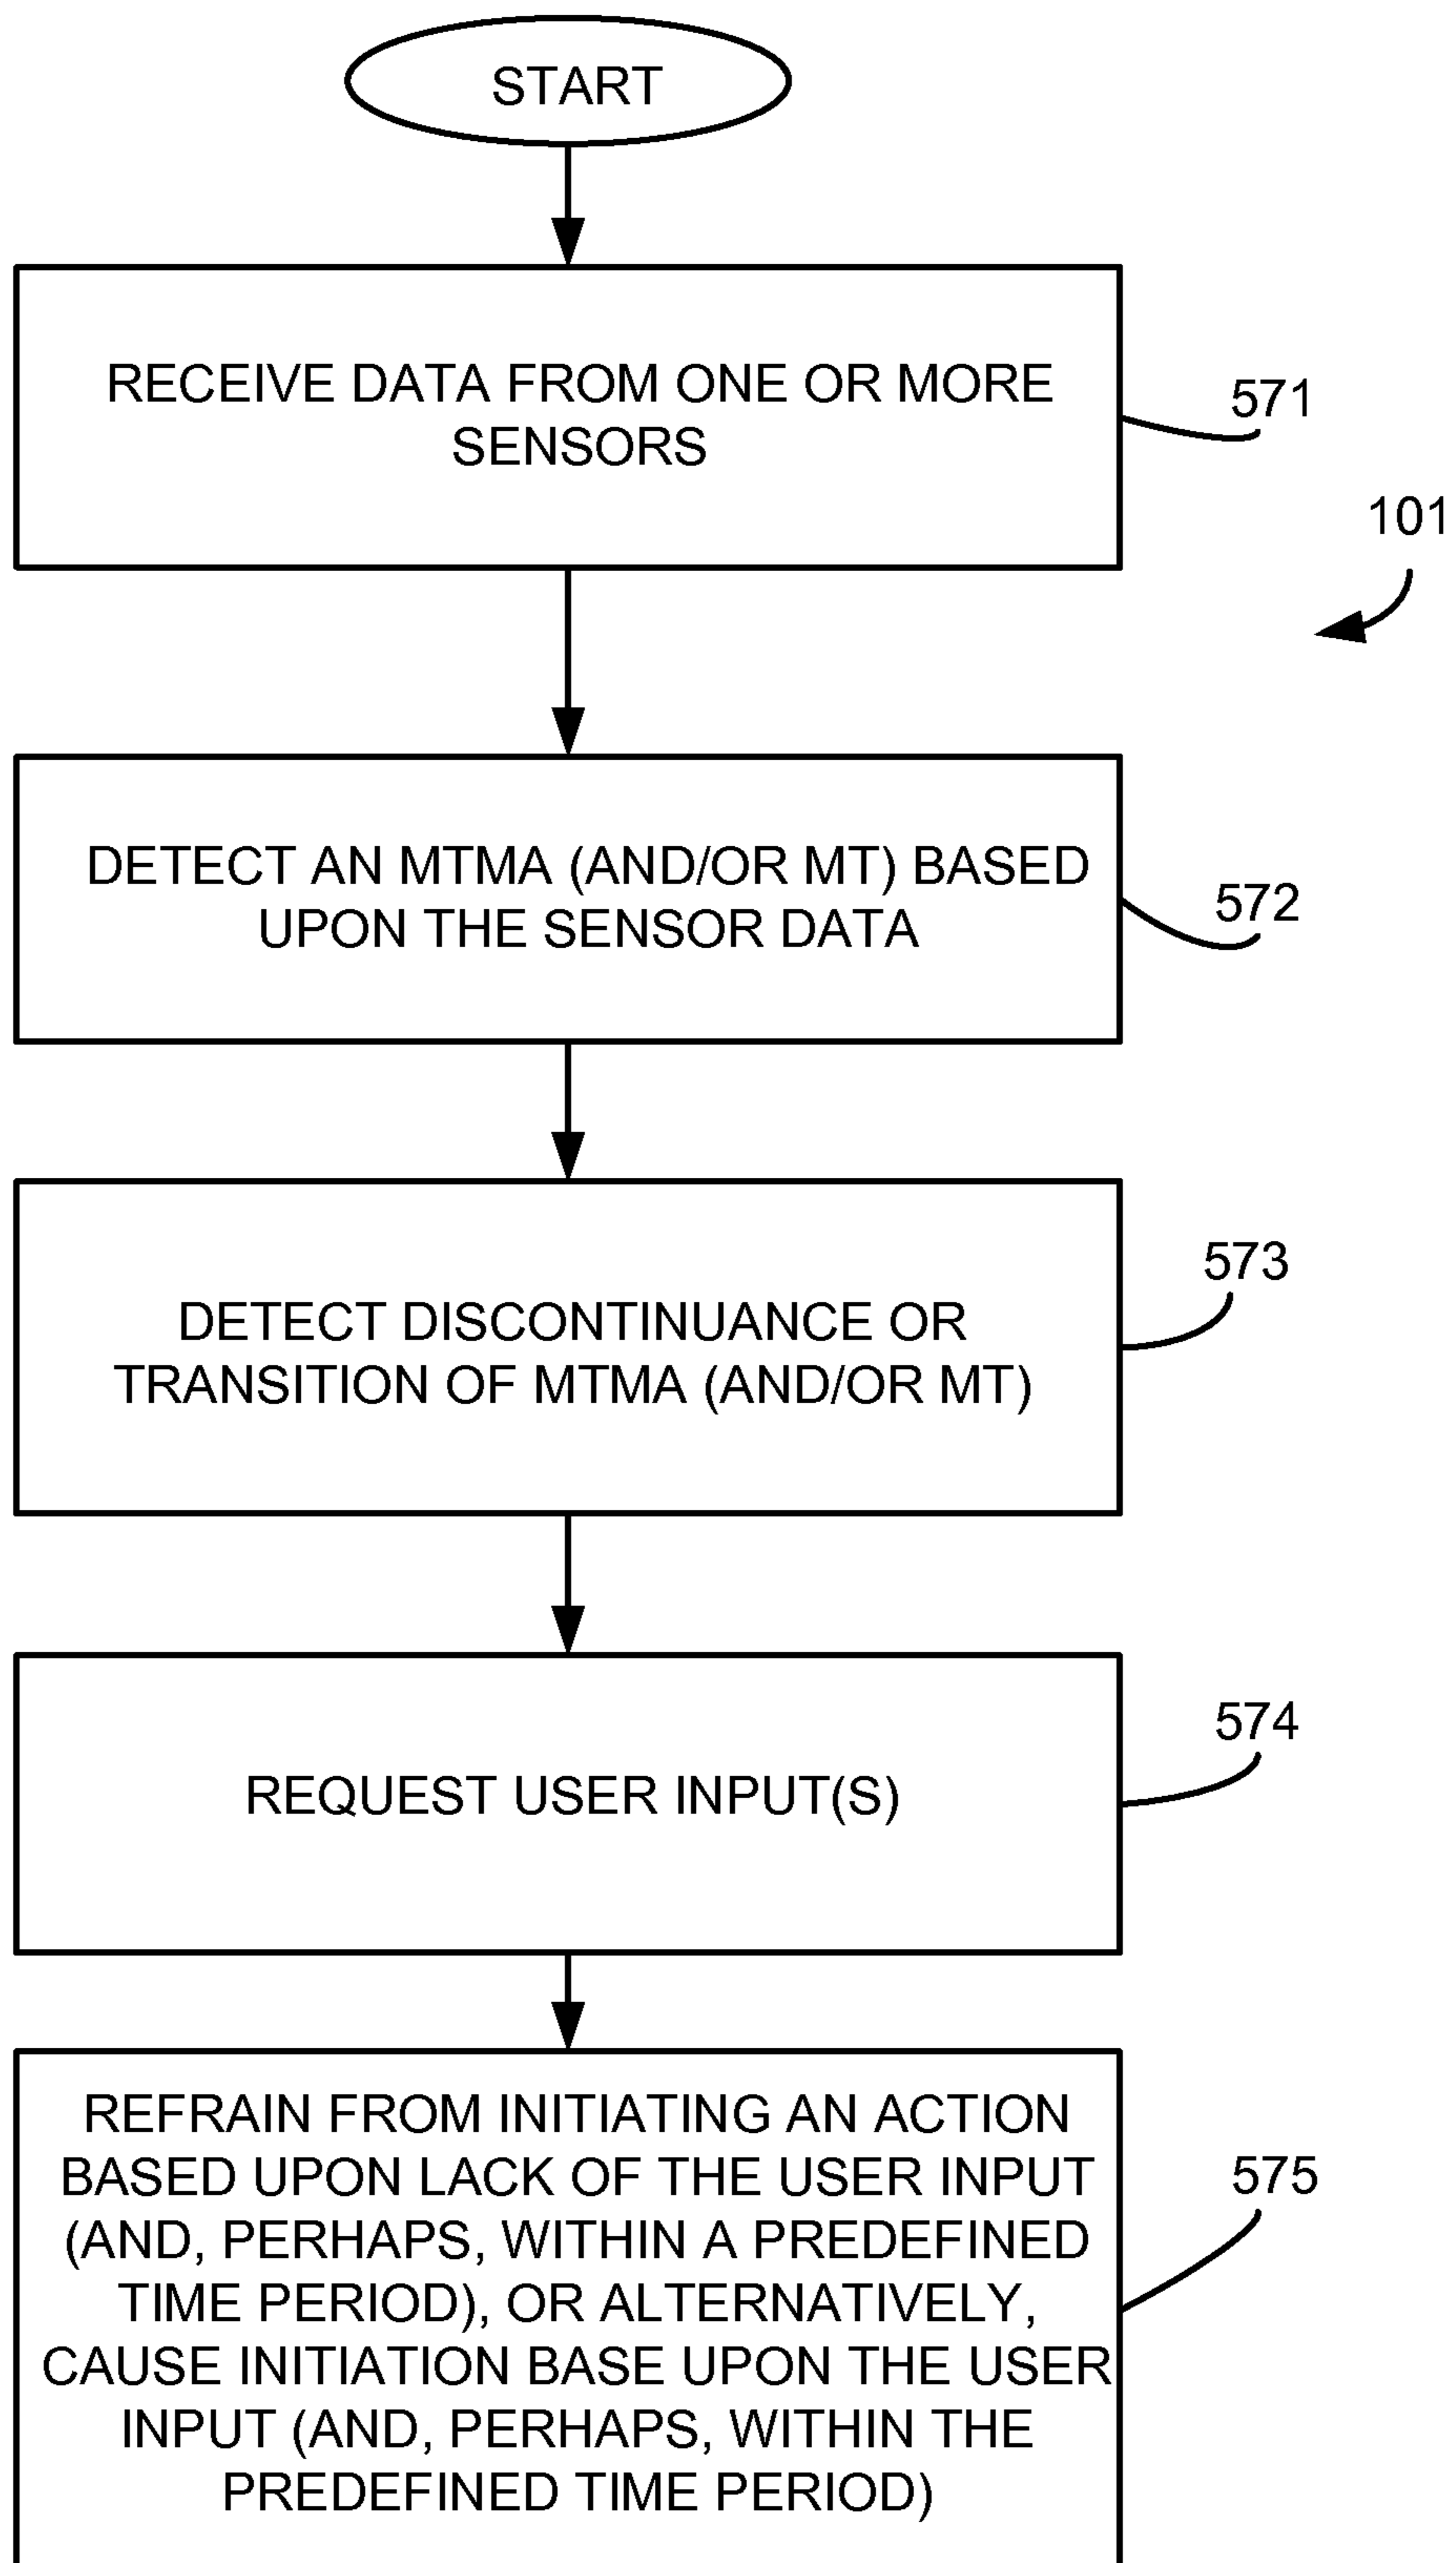 START
RECEIVE DATA FROM ONE OR MORE
SENSORS
571
101
DETECT AN MTMA (AND/OR MT) BASED
UPON THE SENSOR DATA
572
DETECT DISCONTINUANCE OR
TRANSITION OF MTMA (AND/OR MT)
573
REQUEST USER INPUT(S)
574
REFRAIN FROM INITIATING AN ACTION
BASED UPON LACK OF THE USER INPUT
(AND, PERHAPS, WITHIN A PREDEFINED
TIME PERIOD), OR ALTERNATIVELY,
CAUSE INITIATION BASE UPON THE USER
INPUT (AND, PERHAPS, WITHIN THE
PREDEFINED TIME PERIOD)
575